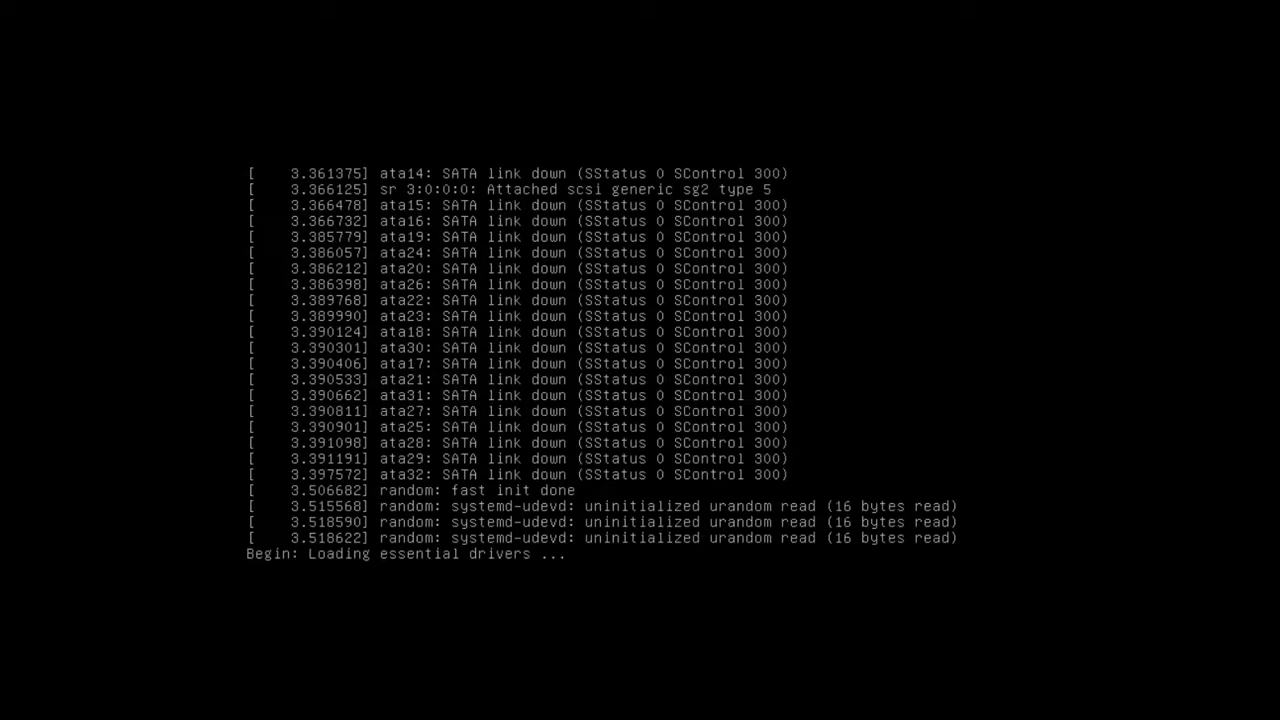 [    3.361375] ata14: SATA link down (SStatus 0 SControl 300)
[    3.366125] sr 3:0:0:0: Attached scsi generic sg2 type 5
[    3.366478] ata15: SATA link down (SStatus 0 SControl 300)
[    3.366732] ata16: SATA link down (SStatus 0 SControl 300)
[    3.385779] ata19: SATA link down (SStatus 0 SControl 300)
[    3.386057] ata24: SATA link down (SStatus 0 SControl 300)
[    3.386212] ata20: SATA link down (SStatus 0 SControl 300)
[    3.386398] ata26: SATA link down (SStatus 0 SControl 300)
[    3.389768] ata22: SATA link down (SStatus 0 SControl 300)
[    3.389990] ata23: SATA link down (SStatus 0 SControl 300)
[    3.390124] ata18: SATA link down (SStatus 0 SControl 300)
[    3.390301] ata30: SATA link down (SStatus 0 SControl 300)
[    3.390406] ata17: SATA link down (SStatus 0 SControl 300)
[    3.390533] ata21: SATA link down (SStatus 0 SControl 300)
[    3.390662] ata31: SATA link down (SStatus 0 SControl 300)
[    3.390811] ata27: SATA link down (SStatus 0 SControl 300)
[    3.390901] ata25: SATA link down (SStatus 0 SControl 300)
[    3.391098] ata28: SATA link down (SStatus 0 SControl 300)
[    3.391191] ata29: SATA link down (SStatus 0 SControl 300)
[    3.397572] ata32: SATA link down (SStatus 0 SControl 300)
[    3.506682] random: fast init done
[    3.515568] random: systemd-udevd: uninitialized urandom read (16 bytes read)
[    3.518590] random: systemd-udevd: uninitialized urandom read (16 bytes read)
[    3.518622] random: systemd-udevd: uninitialized urandom read (16 bytes read)
Begin: Loading essential drivers ...